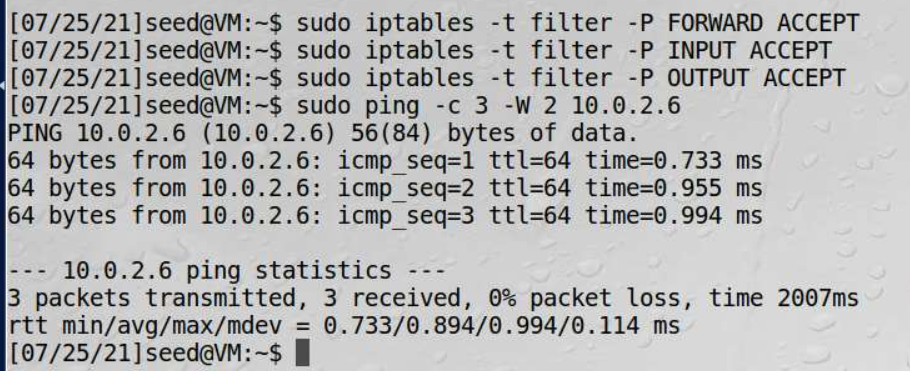 [07/25/21]seed@VM:~$ sudo iptables -t filter -P FORWARD ACCEPT
[07/25/21]seed@VM:~$ sudo iptables -t filter -P INPUT ACCEPT
[07/25/21]seed@VM:~$ sudo iptables -t filter -P OUTPUT ACCEPT
[07/25/21]seed@VM:~$ sudo ping -c 3 -W 2 10.0.2.6
PING 10.0.2.6 (10.0.2.6) 56(84) bytes of data.
64 bytes from 10.0.2.6: icmp_seq=1 ttl=64 time=0.733 ms
64 bytes from 10.0.2.6: icmp_seq=2 ttl=64 time=0.955 ms
64 bytes from 10.0.2.6: icmp_seq=3 ttl=64 time=0.994 ms
--- 10.0.2.6 ping statistics ---
3 packets transmitted, 3 received, 0% packet loss, time 2007ms
rtt min/avg/max/mdev = 0.733/0.894/0.994/0.114 ms
[07/25/21]seed@VM:~$